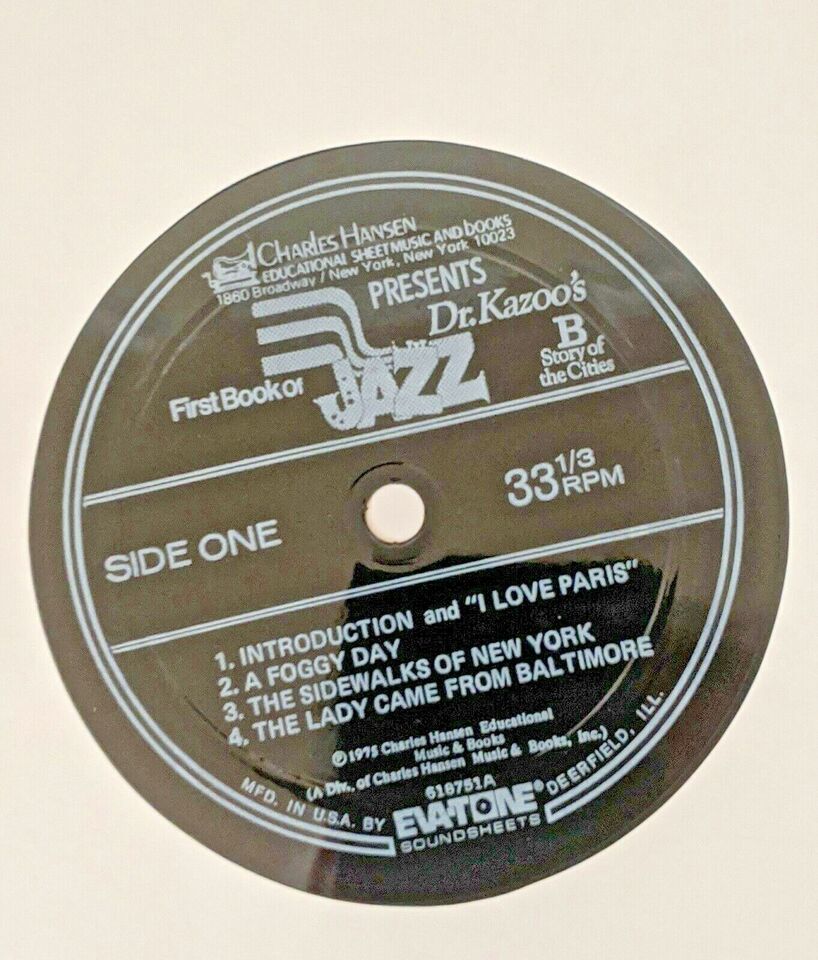 CHARLES HANSEN
EDUCATIONAL SHEET MUSIC AND bOOKS
1860 Broadway / New York, New York 10023
PRESENTS
Dr. Kazoo's
First Book of JAZZ
B
Story of
the Cities
SIDE ONE
33 1/3
RPM
1. INTRODUCTION and "I LOVE PARIS"
2. A FOGGY DAY
3. THE SIDEWALKS OF NEW YORK
4. THE LADY CAME FROM BALTIMORE
© 1975 Charles Hansen Educational
Music & Books
(A Div. of Charles Hansen Music & Books, Inc.)
616751A
MFD. IN U.S.A. BY EVA-TONE® SOUNDSHEETS DEERFIELD, ILL.